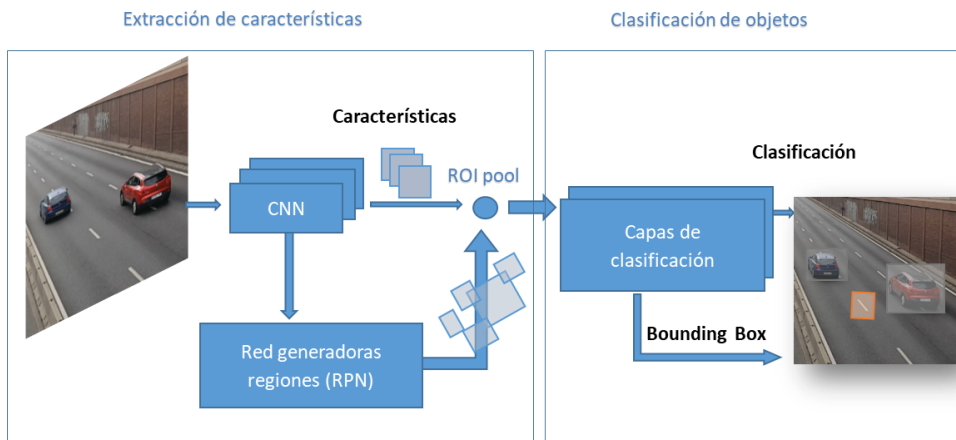 Extracción de características
Clasificación de objetos
Características
ROI pool
CNN
Red generadoras
regiones (RPN)
Clasificación
Capas de
clasificación
Bounding Box